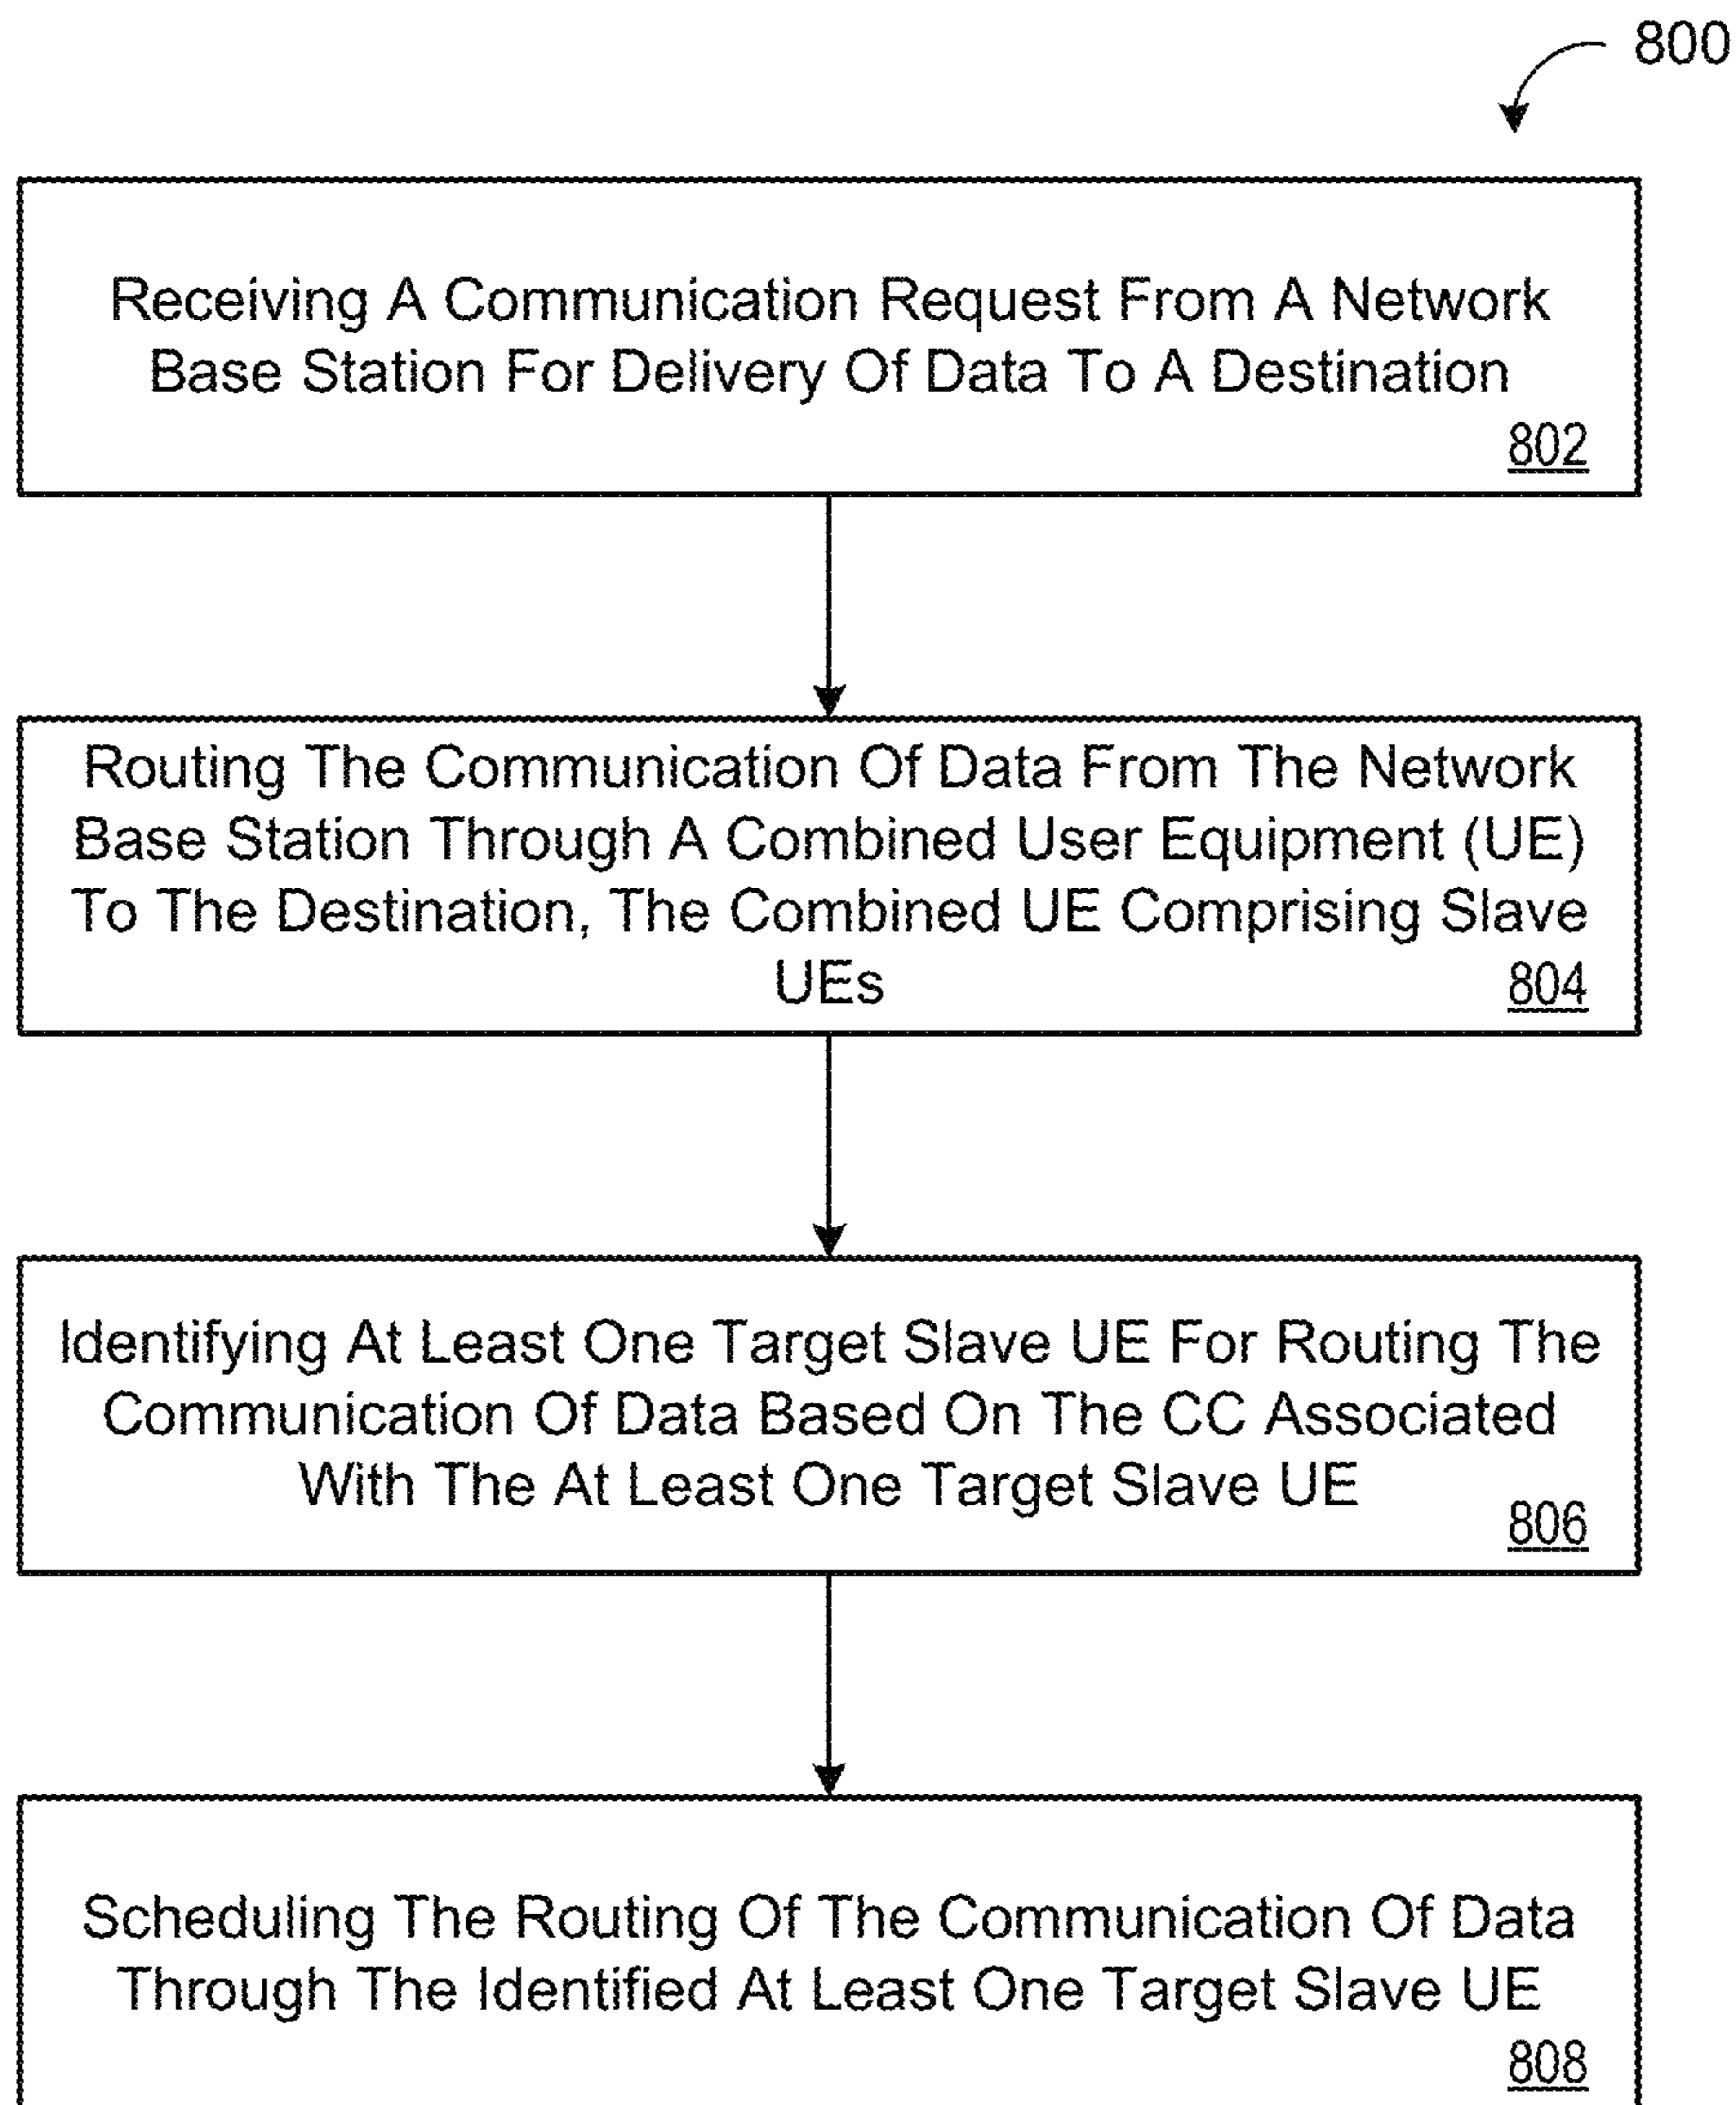 800
Receiving A Communication Request From A Network
Base Station For Delivery Of Data To A Destination
802
Routing The Communication Of Data From The Network
Base Station Through A Combined User Equipment (UE)
To The Destination, The Combined UE Comprising Slave
UEs
804
Identifying At Least One Target Slave UE For Routing The
Communication Of Data Based On The CC Associated
With The At Least One Target Slave UE
806
Scheduling The Routing Of The Communication Of Data
Through The Identified At Least One Target Slave UE
808